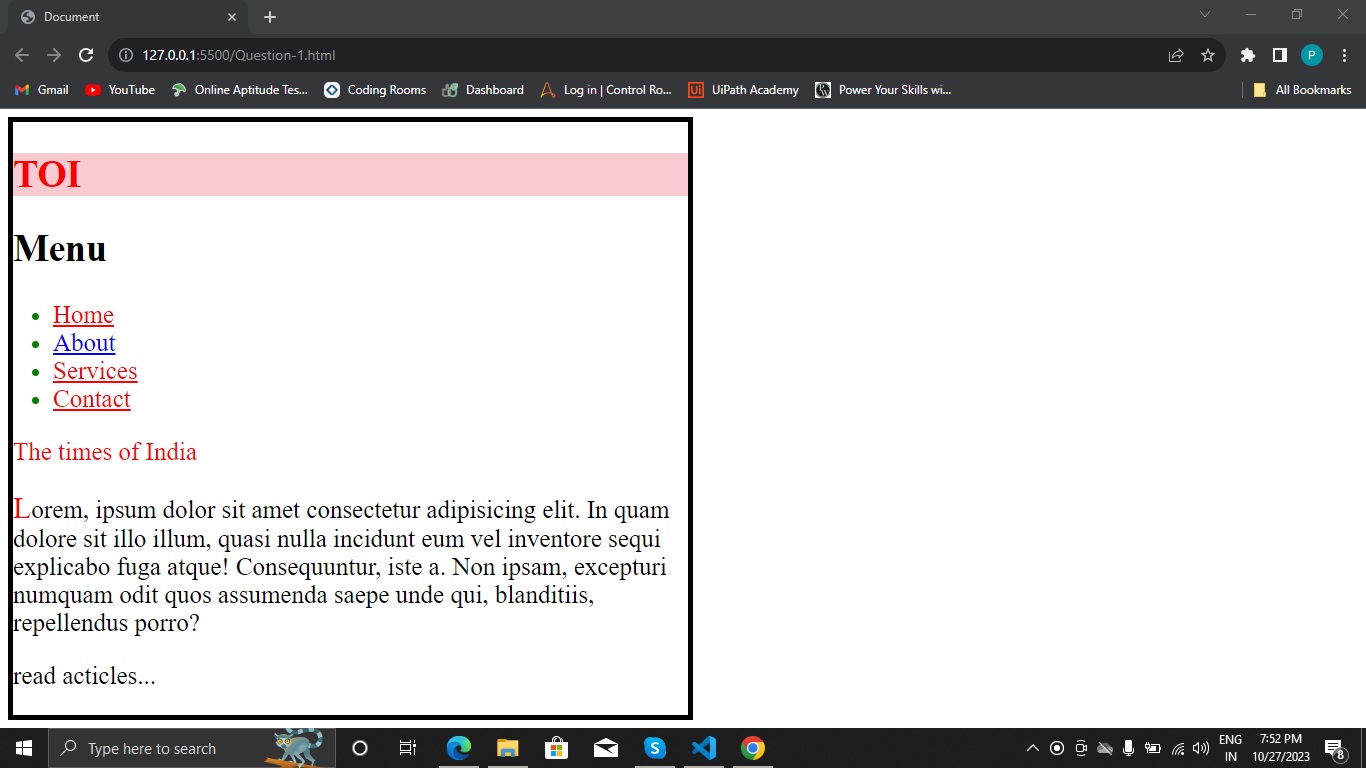 Document
127.0.0.1:5500/Question-1.html
P
Gmail YouTube Online Aptitude Tes... Coding Rooms Dashboard Log in | Control Ro... UiPath Academy Power Your Skills wi... All Bookmarks
TOI
Menu
Home
About
Services
Contact
The times of India
Lorem, ipsum dolor sit amet consectetur adipisicing elit. In quam
dolore sit illo illum, quasi nulla incidunt eum vel inventore sequi
explicabo fuga atque! Consequuntur, iste a. Non ipsam, excepturi
numquam odit quos assumenda saepe unde qui, blanditiis,
repellendus porro?
read acticles...
Type here to search
ENG 7:52 PM
IN 10/27/2023 8